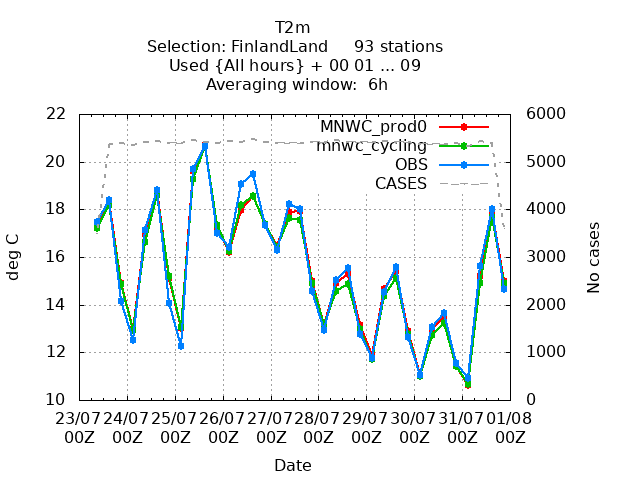 T2m
Selection: FinlandLand     93 stations
Used {All hours} + 00 01 ... 09
Averaging window:  6h
22
20
18
16
14
12
10
6000
5000
4000
3000
2000
1000
0
MNWC_prod0
mnwc_cycling
OBS
CASES
deg C
No cases
23/07 24/07 25/07 26/07 27/07 28/07 29/07 30/07 31/07 01/08
00Z 00Z 00Z 00Z 00Z 00Z 00Z 00Z 00Z 00Z
Date